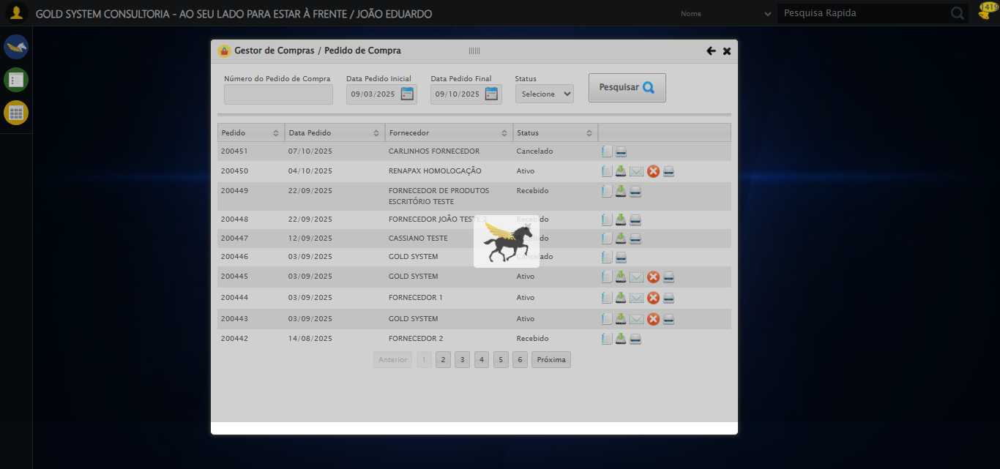 GOLD SYSTEM CONSULTORIA - AO SEU LADO PARA ESTAR À FRENTE / JOÃO EDUARDO
Nome
Pesquisa Rapida
1419
Gestor de Compras / Pedido de Compra
Número do Pedido de Compra
Data Pedido Inicial
Data Pedido Final
Status
09/03/2025
09/10/2025
Selecione
Pesquisar
Pedido Data Pedido Fornecedor Status
200451 07/10/2025 CARLINHOS FORNECEDOR Cancelado
200450 04/10/2025 RENAPAX HOMOLOGAÇÃO Ativo
200449 22/09/2025 FORNECEDOR DE PRODUTOS Recebido
ESCRITÓRIO TESTE
200448 22/09/2025 FORNECEDOR JOÃO TESTE 2 Recebido
200447 12/09/2025 CASSIANO TESTE Recebido
200446 03/09/2025 GOLD SYSTEM Cancelado
200445 03/09/2025 GOLD SYSTEM Ativo
200444 03/09/2025 FORNECEDOR 1 Ativo
200443 03/09/2025 GOLD SYSTEM Ativo
200442 14/08/2025 FORNECEDOR 2 Recebido
Anterior 1 2 3 4 5 6 Próxima